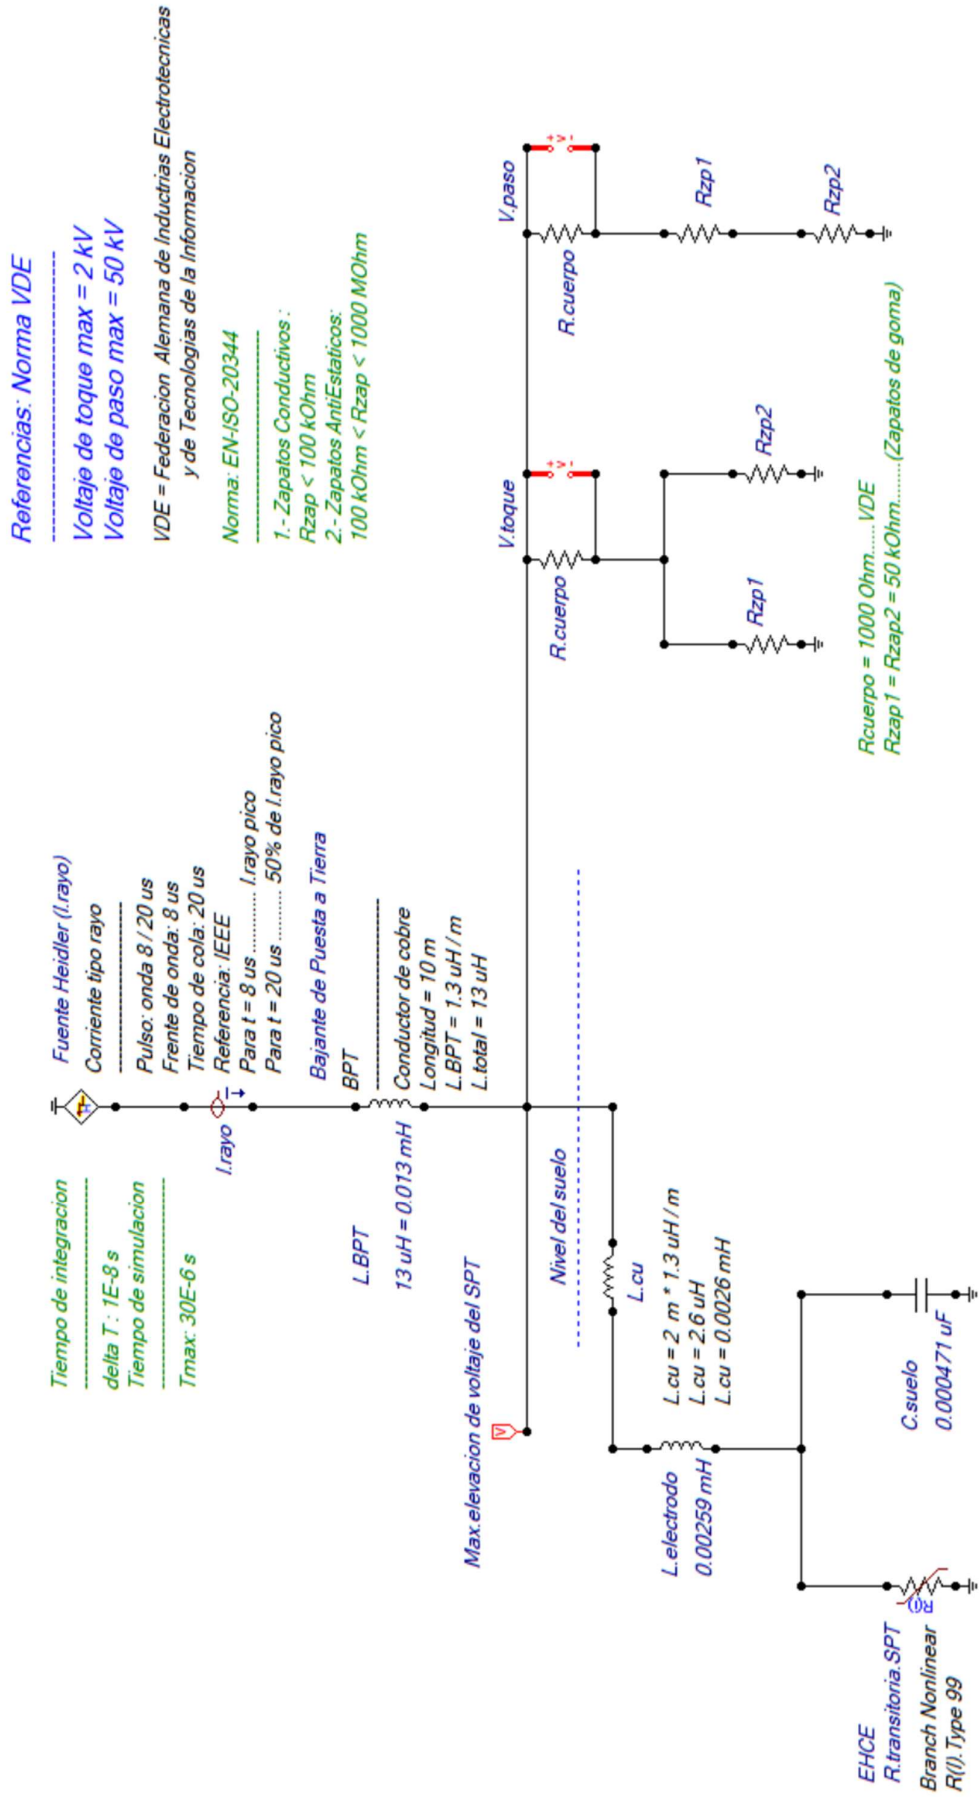 Referencias: Norma VDE
Voltaje de toque max = 2 kV
Voltaje de paso max = 50 kV
VDE = Federacion Alemana de Inductrias Electrotecnicas
y de Tecnologias de la Informacion
Norma: EN-ISO-20344
1.- Zapatos Conductivos :
Rzap < 100 kOhm
2.- Zapatos AntiEstaticos:
100 kOhm < Rzap < 1000 MOhm
Fuente Heidler (I.rayo)
Corriente tipo rayo
Pulso: onda 8 / 20 us
Frente de onda: 8 us
Tiempo de cola: 20 us
Referencia: IEEE
Para t = 8 us .......... I.rayo pico
Para t = 20 us ......... 50% de I.rayo pico
H
I.rayo
Tiempo de integracion
delta T : 1E-8 s
Tiempo de simulacion
Tmax: 30E-6 s
Bajante de Puesta a Tierra
BPT
Conductor de cobre
Longitud = 10 m
L.BPT = 1.3 uH / m
L.total = 13 uH
L.BPT
13 uH = 0.013 mH
Max.elevacion de voltaje del SPT
V
Nivel del suelo
V.toque
+
V
-
R.cuerpo
Rzp1
Rzp2
V.paso
+
V
-
R.cuerpo
Rzp1
Rzp2
Rcuerpo = 1000 Ohm.....VDE
Rzap1 = Rzap2 = 50 kOhm.......(Zapatos de goma)
L.cu
L.cu = 2 m * 1.3 uH / m
L.cu = 2.6 uH
L.cu = 0.0026 mH
L.electrodo
0.00259 mH
C.suelo
0.000471 uF
EHCE
R.transitoria.SPT
Branch Nonlinear
R(I).Type 99
R(i)